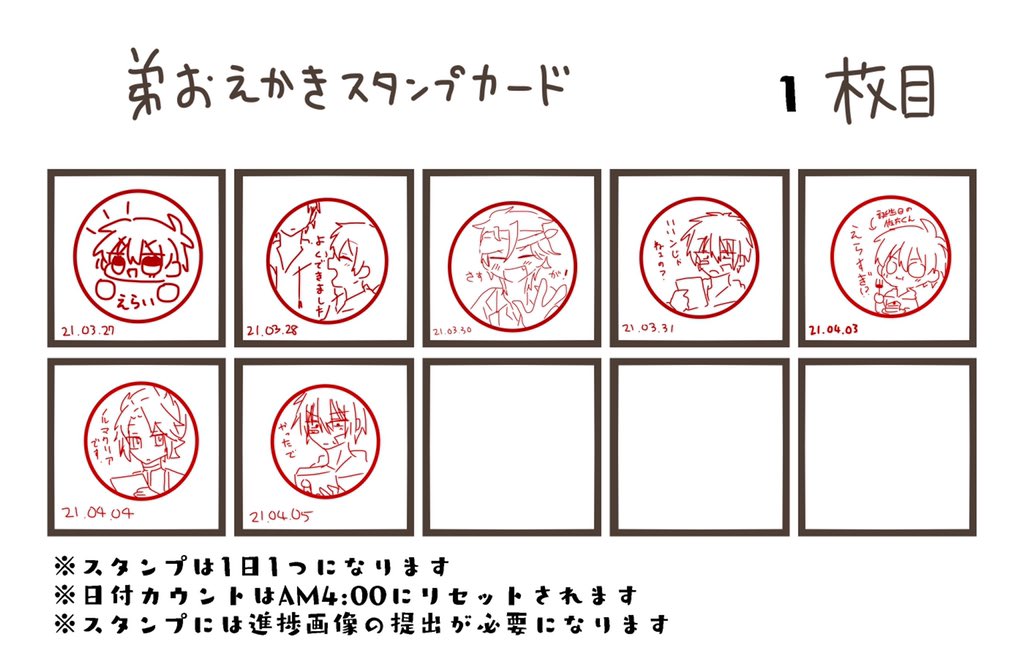 弟おえかきスタンプカード
1枚目
えらい
21.03.27
よくできました
21.03.28
さすが!
21.03.30
いーんじゃ
ねェの?
21.03.31
誕生日の
佐太くん
えらすぎ!?
21.04.03
ノルマクリア
です.
21.04.04
やったで
21.04.05
※スタンプは1日1つになります
※日付カウントはAM4:00にリセットされます
※スタンプには進捗画像の提出が必要になります